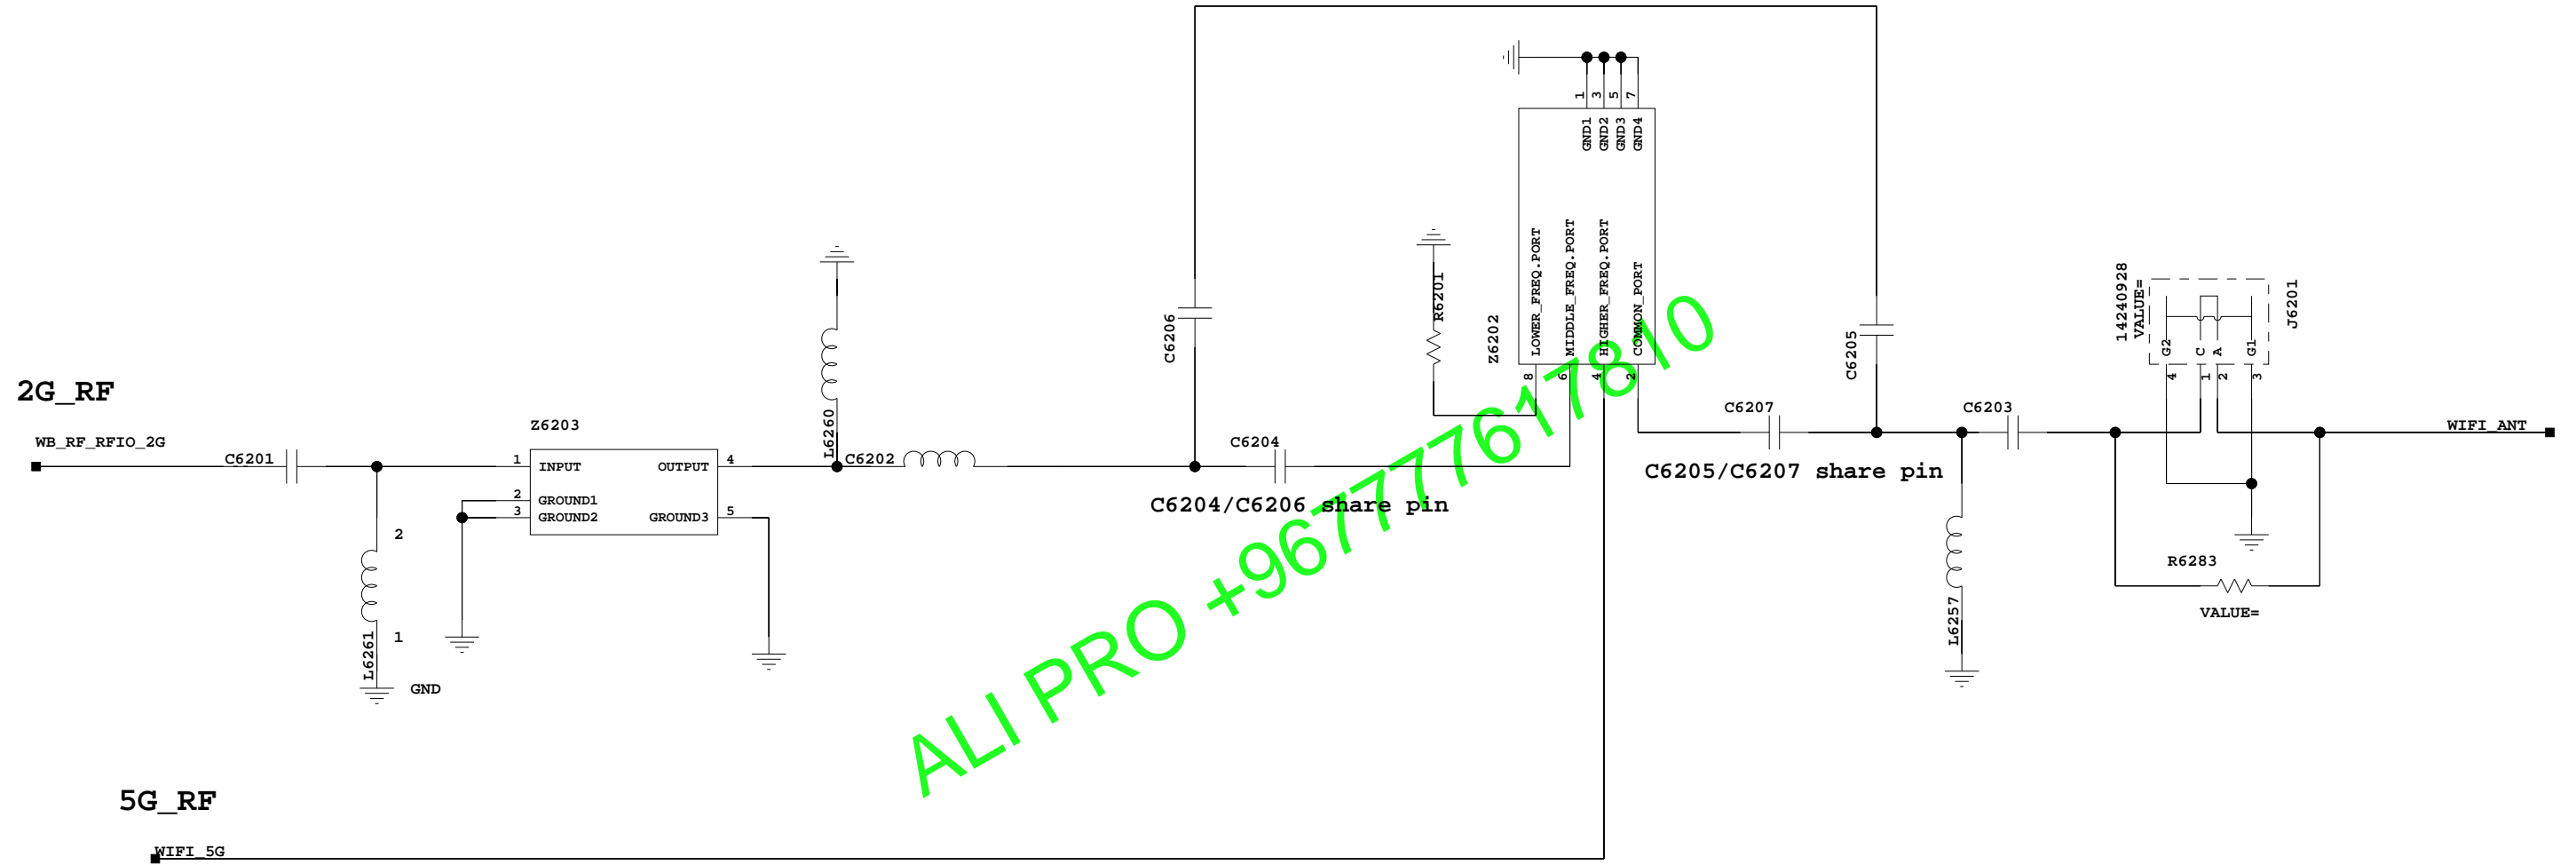 2G_RF
WB_RF_RFIO_2G
C6201
2
1
L6261
GND
Z6203
1 INPUT
OUTPUT 4
2 GROUND1
3 GROUND2
GROUND3 5
L6260
C6202
C6206
C6204
C6204/C6206 share pin
R6201
Z6202
1 3 5 7
GND1
GND2
GND3
GND4
LOWER_FREQ.PORT
MIDDLE_FREQ.PORT
HIGHER_FREQ.PORT
COMMON_PORT
8 6 4 2
C6205
C6207
C6205/C6207 share pin
C6203
L6257
14240928
VALUE=
J6201
G2 C A G1
4 1 2 3
WIFI_ANT
R6283
VALUE=
ALI PRO +967777617810
5G_RF
WIFI_5G